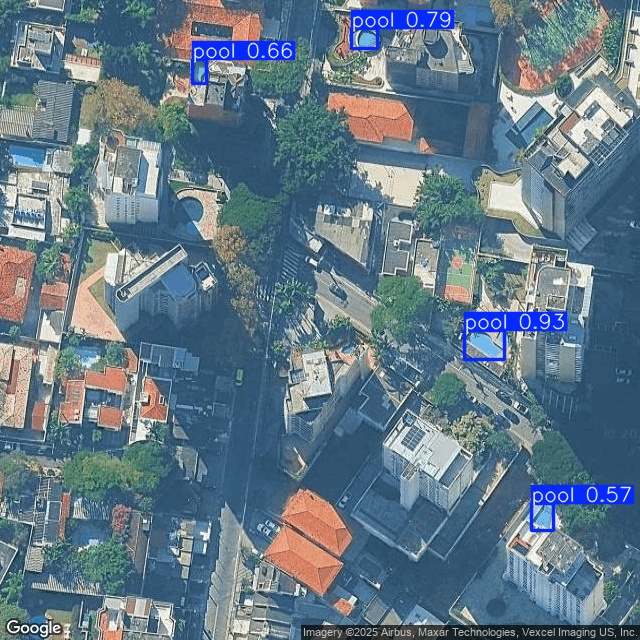 pool 0.79
pool 0.66
pool 0.93
pool 0.57
Google
Imagery ©2025 Airbus, Maxar Technologies, Vexcel Imaging US, Inc.